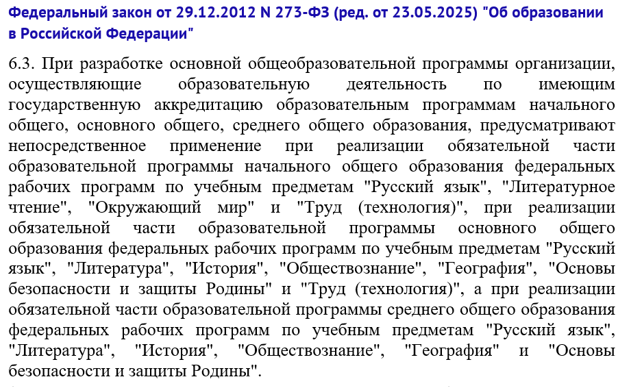 Федеральный закон от 29.12.2012 N 273-ФЗ (ред. от 23.05.2025) "Об образовании
в Российской Федерации"
6.3. При разработке основной общеобразовательной программы организации,
осуществляющие образовательную деятельность по имеющим
государственную аккредитацию образовательным программам начального
общего, основного общего, среднего общего образования, предусматривают
непосредственное применение при реализации обязательной части
образовательной программы начального общего образования федеральных
рабочих программ по учебным предметам "Русский язык", "Литературное
чтение", "Окружающий мир" и "Труд (технология)", при реализации
обязательной части образовательной программы основного общего
образования федеральных рабочих программ по учебным предметам "Русский
язык", "Литература", "История", "Обществознание", "География", "Основы
безопасности и защиты Родины" и "Труд (технология)", а при реализации
обязательной части образовательной программы среднего общего образования
федеральных рабочих программ по учебным предметам "Русский язык",
"Литература", "История", "Обществознание", "География" и "Основы
безопасности и защиты Родины".